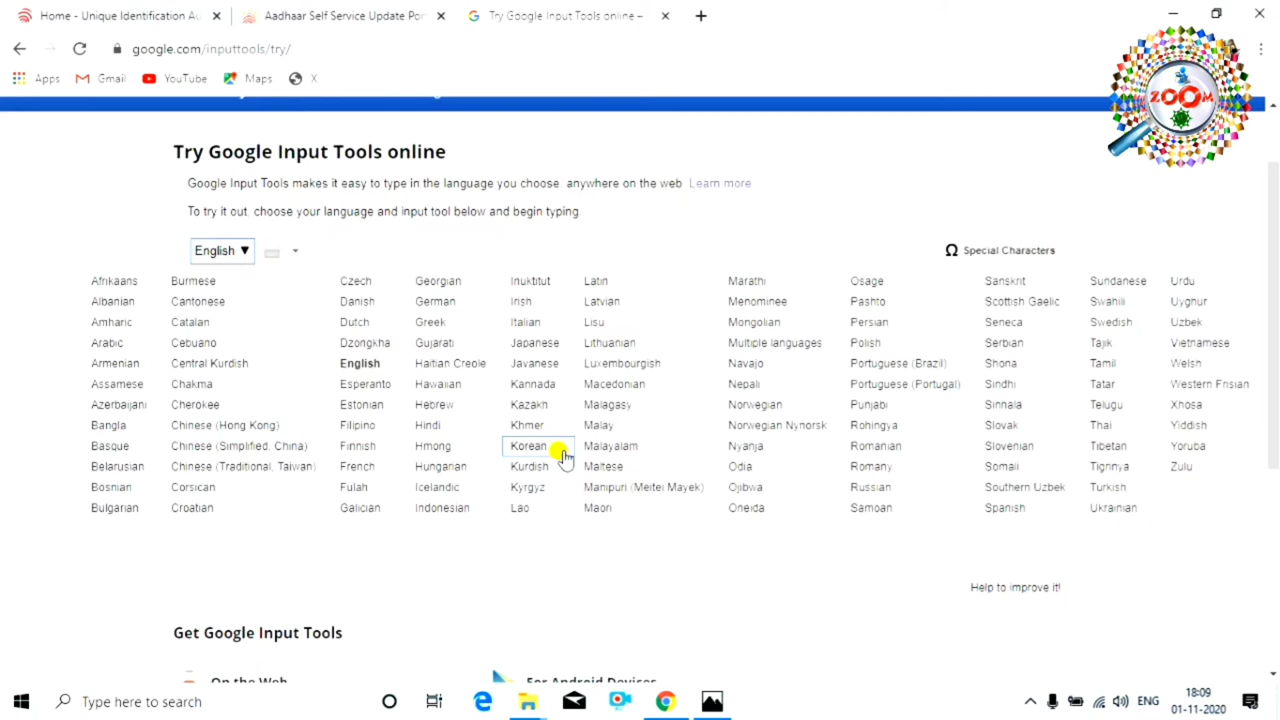 Home - Unique Identification Au
Aadhaar Self Service Update Por
Try Google Input Tools online –
google.com/inputtools/try/
Apps
Gmail
YouTube
Maps
X
ZOOM
Try Google Input Tools online
Google Input Tools makes it easy to type in the language you choose, anywhere on the web. Learn more
To try it out, choose your language and input tool below and begin typing.
English ▼
Ω Special Characters
Afrikaans Burmese Czech Georgian Inuktitut Latin Marathi Osage Sanskrit Sundanese Urdu
Albanian Cantonese Danish German Irish Latvian Menominee Pashto Scottish Gaelic Swahili Uyghur
Amharic Catalan Dutch Greek Italian Lisu Mongolian Persian Seneca Swedish Uzbek
Arabic Cebuano Dzongkha Gujarati Japanese Lithuanian Multiple languages Polish Serbian Tajik Vietnamese
Armenian Central Kurdish English Haitian Creole Javanese Luxembourgish Navajo Portuguese (Brazil) Shona Tamil Welsh
Assamese Chakma Esperanto Hawaiian Kannada Macedonian Nepali Portuguese (Portugal) Sindhi Tatar Western Frisian
Azerbaijani Cherokee Estonian Hebrew Kazakh Malagasy Norwegian Punjabi Sinhala Telugu Xhosa
Bangla Chinese (Hong Kong) Filipino Hindi Khmer Malay Norwegian Nynorsk Rohingya Slovak Thai Yiddish
Basque Chinese (Simplified, China) Finnish Hmong Korean Malayalam Nyanja Romanian Slovenian Tibetan Yoruba
Belarusian Chinese (Traditional, Taiwan) French Hungarian Kurdish Maltese Odia Romany Somali Tigrinya Zulu
Bosnian Corsican Fulah Icelandic Kyrgyz Manipuri (Meitei Mayek) Ojibwa Russian Southern Uzbek Turkish
Bulgarian Croatian Galician Indonesian Lao Maori Oneida Samoan Spanish Ukrainian
Help to improve it!
Get Google Input Tools
On the Web
For Android Devices
Type here to search
ENG
18:09
01-11-2020